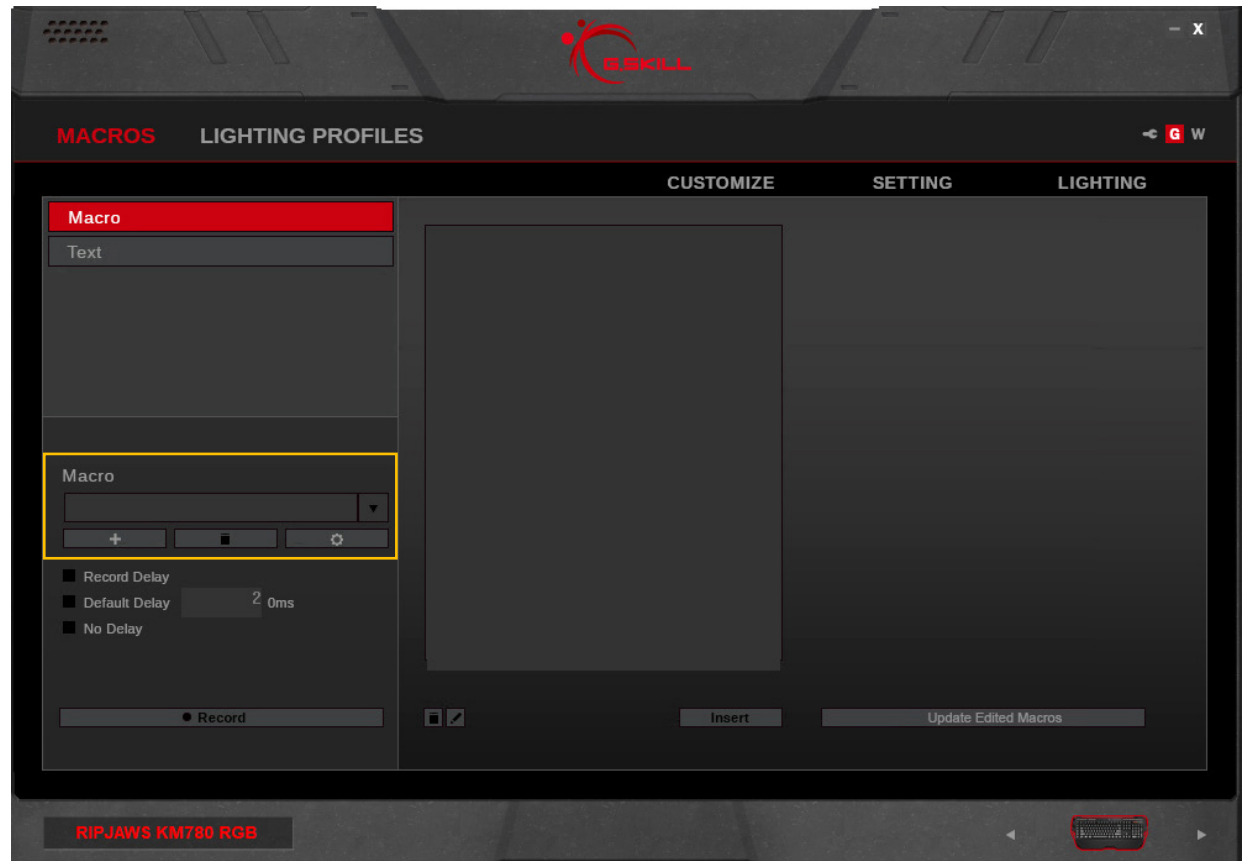 X
G.SKILL
MACROS LIGHTING PROFILES
G W
CUSTOMIZE SETTING LIGHTING
Macro
Text
Macro
Record Delay
Default Delay 2 0ms
No Delay
Record
Insert
Update Edited Macros
RIPJAWS KM780 RGB